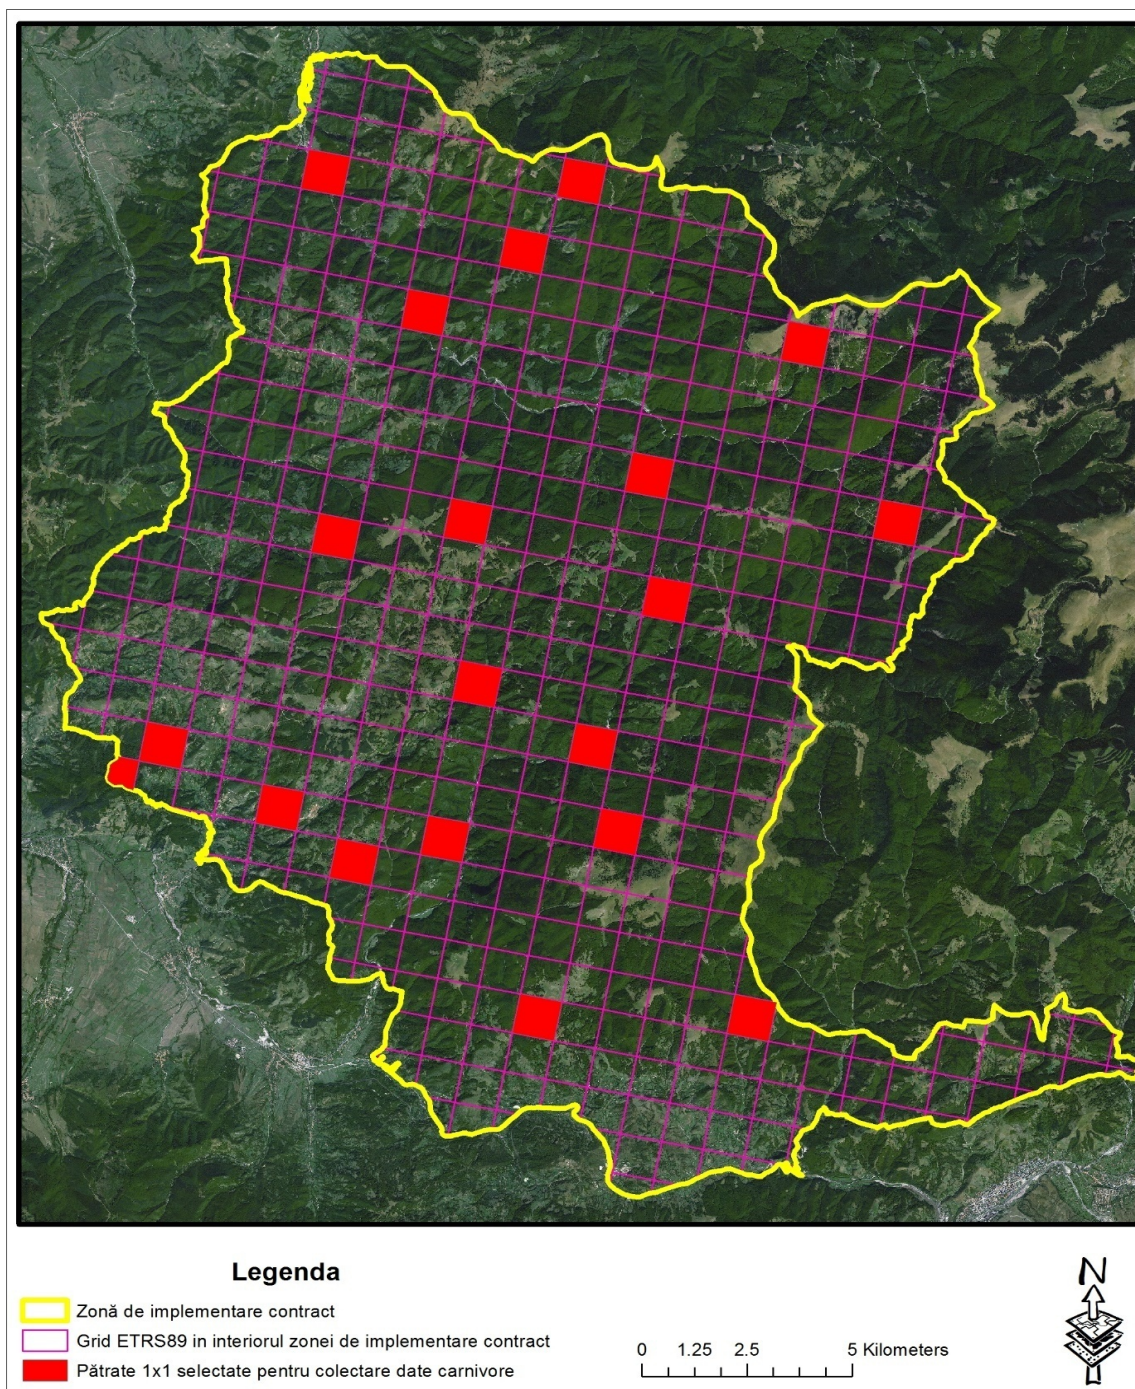 Legenda
Zonă de implementare contract
Grid ETRS89 in interiorul zonei de implementare contract
Pătrate 1x1 selectate pentru colectare date carnivore
0 1.25 2.5 5 Kilometers
N